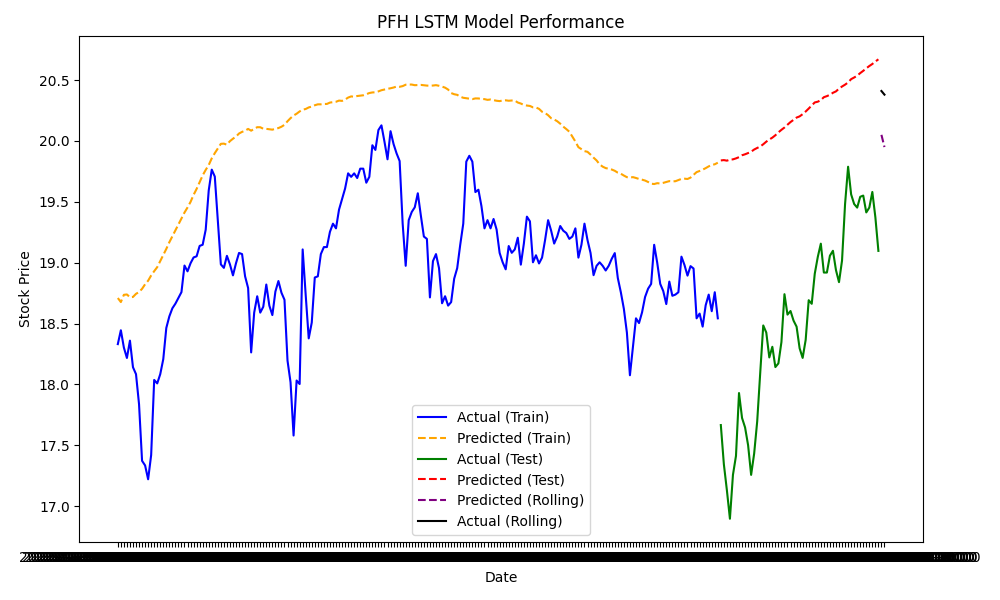 PFH LSTM Model Performance
Stock Price
20.5
20.0
19.5
19.0
18.5
18.0
17.5
17.0
Actual (Train)
Predicted (Train)
Actual (Test)
Predicted (Test)
Predicted (Rolling)
Actual (Rolling)
Date